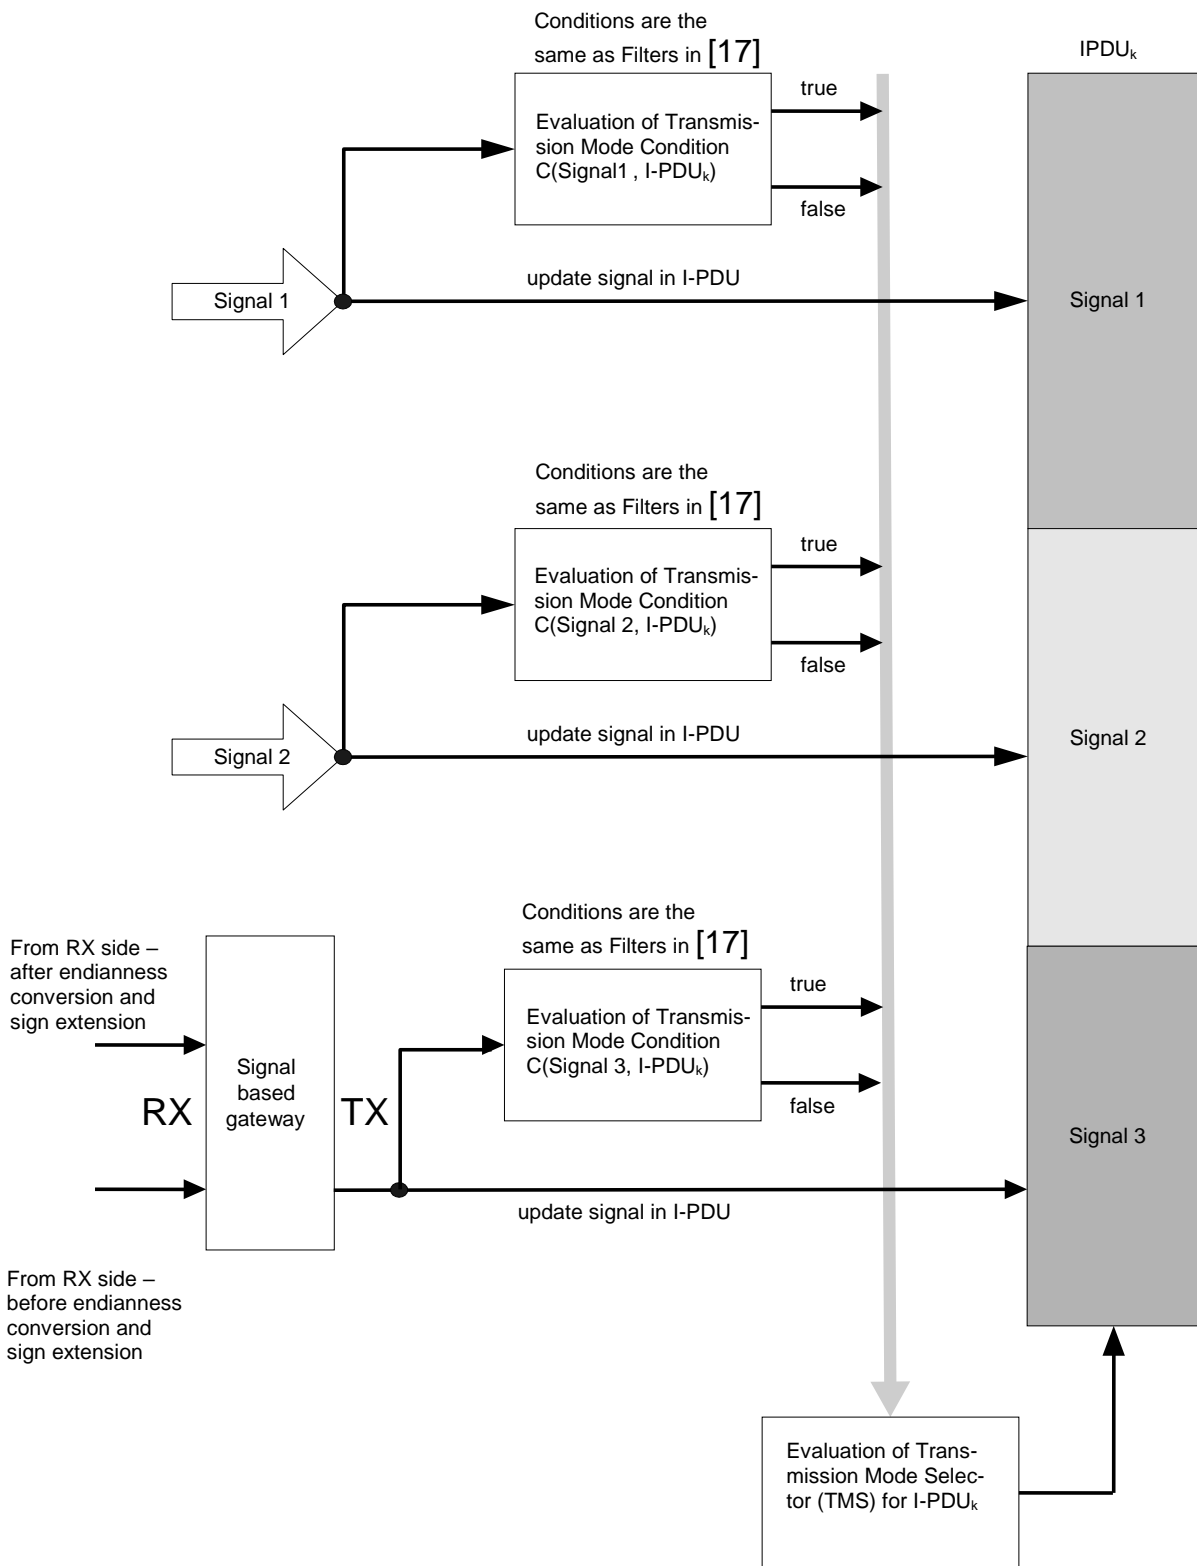 Conditions are the
same as Filters in [17]
IPDUk
true
Evaluation of Transmis-
sion Mode Condition
C(Signal1 , I-PDUk)
false
Signal 1
update signal in I-PDU
Signal 1
Conditions are the
same as Filters in [17]
true
Evaluation of Transmis-
sion Mode Condition
C(Signal 2, I-PDUk)
false
Signal 2
update signal in I-PDU
Signal 2
Conditions are the
same as Filters in [17]
From RX side –
after endianness
conversion and
sign extension
true
Evaluation of Transmis-
sion Mode Condition
C(Signal 3, I-PDUk)
false
Signal
based
gateway
RX
TX
Signal 3
update signal in I-PDU
From RX side –
before endianness
conversion and
sign extension
Evaluation of Trans-
mission Mode Selec-
tor (TMS) for I-PDUk